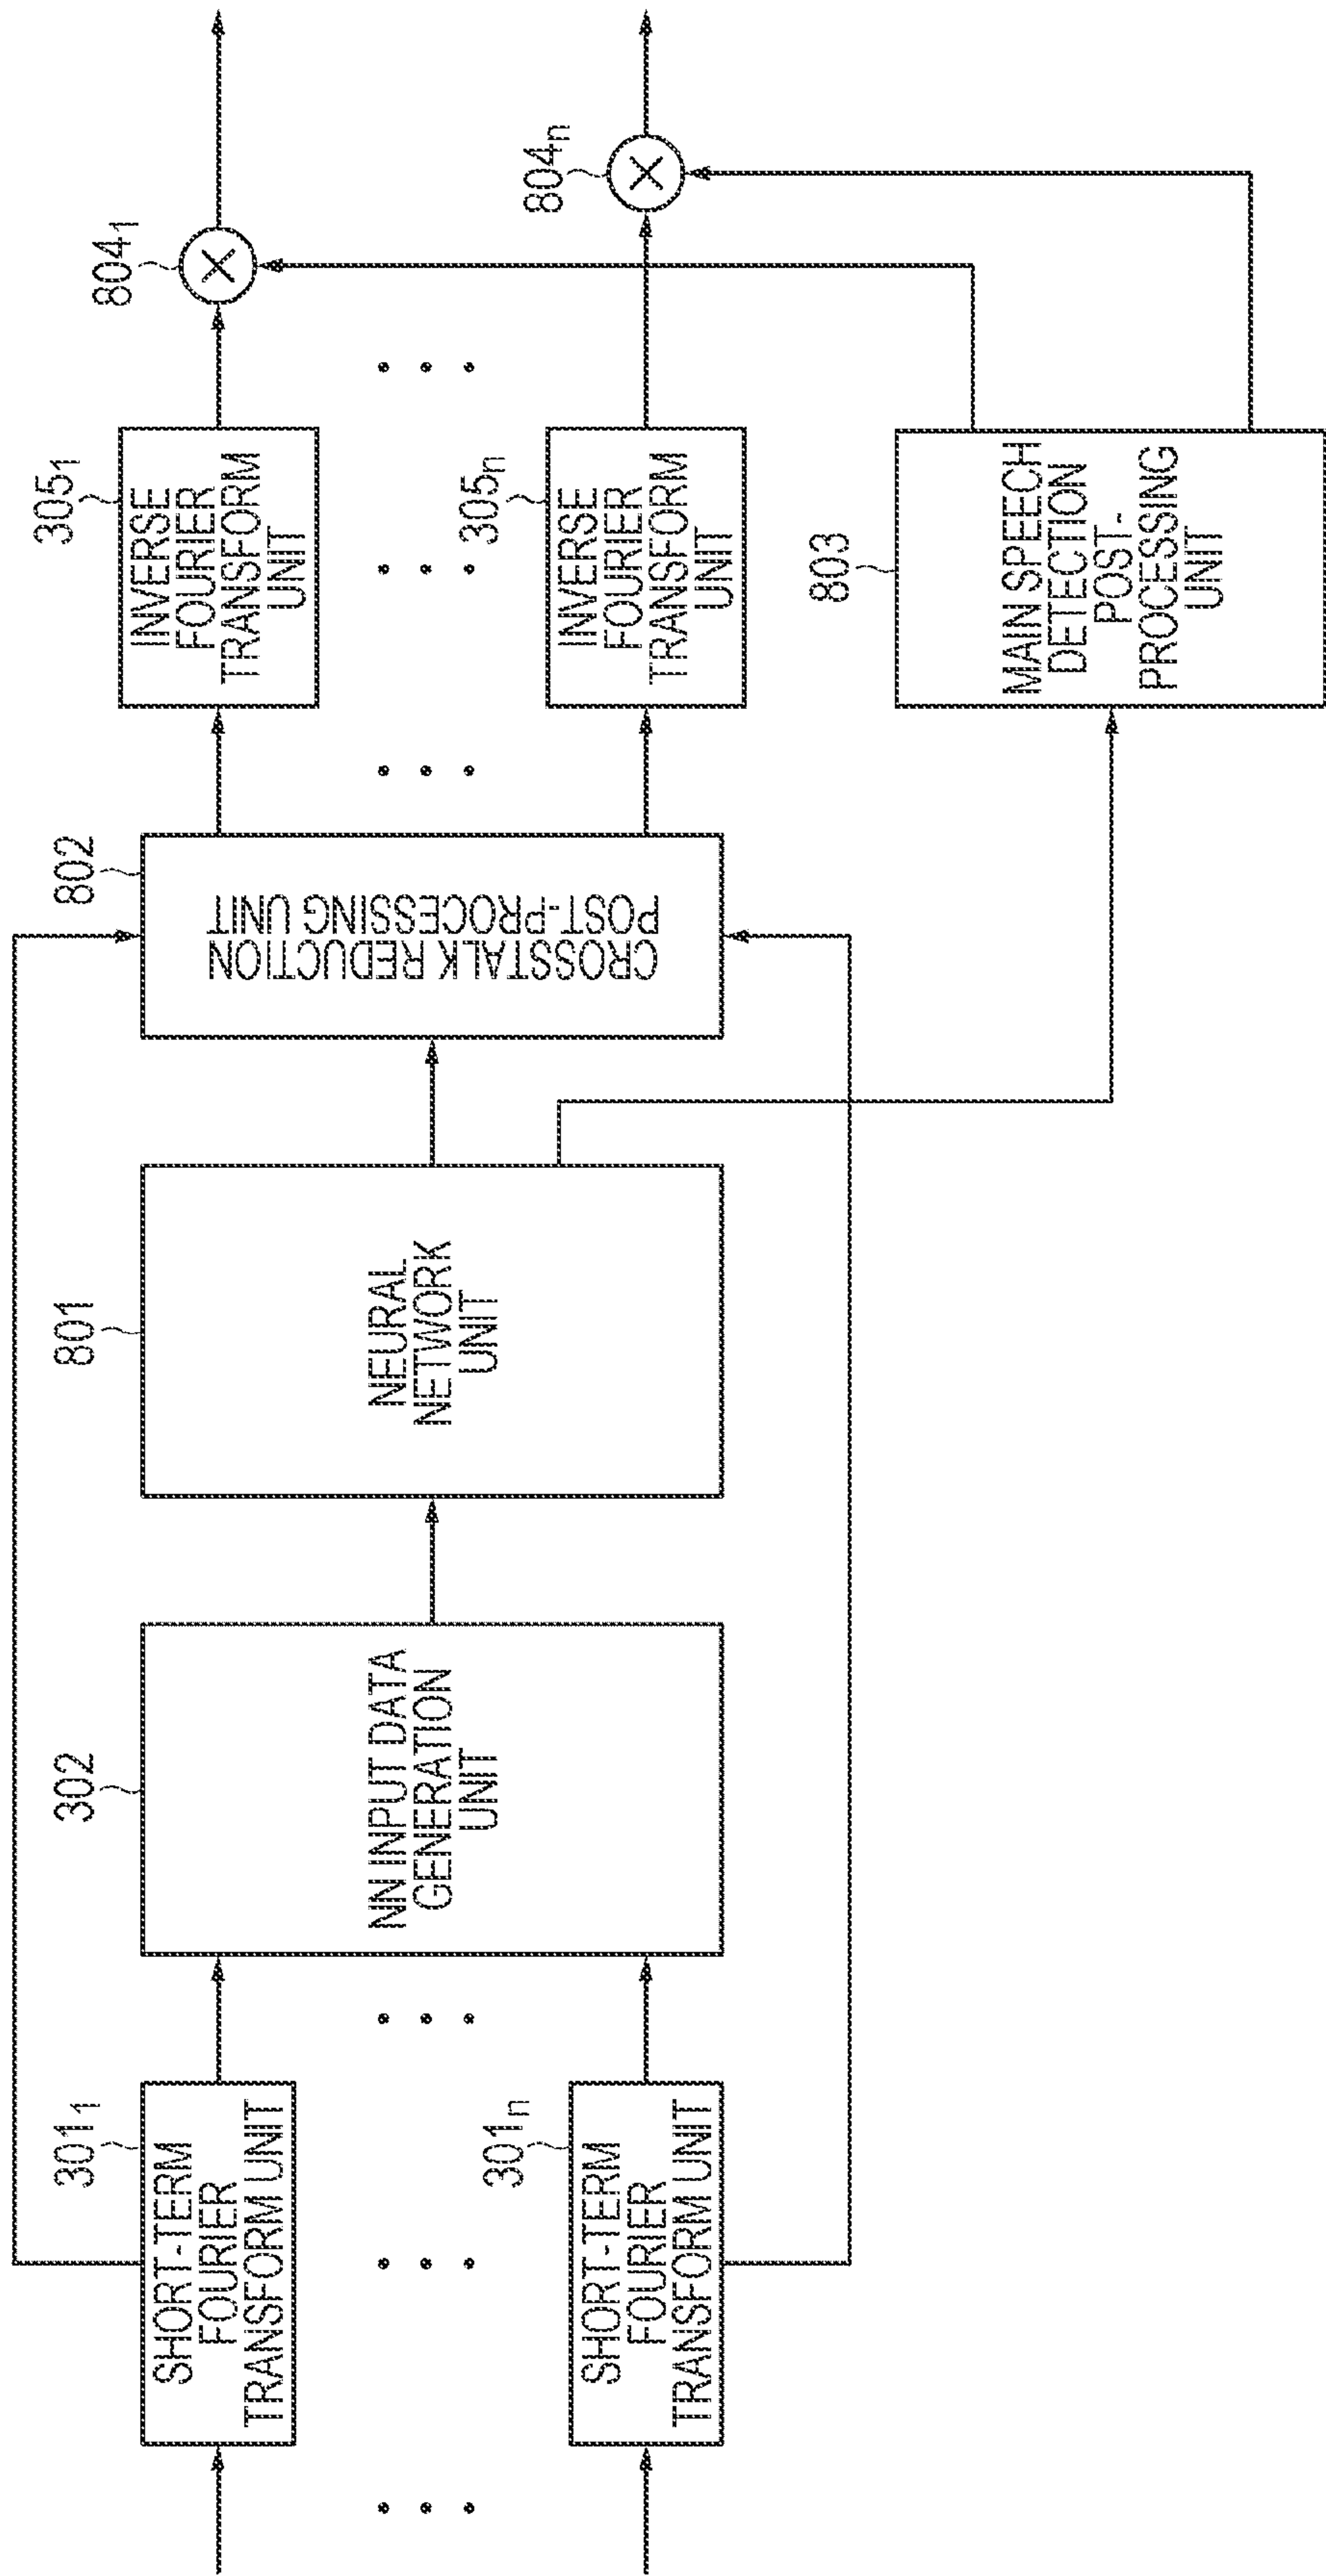 301₁
SHORT-TERM
FOURIER
TRANSFORM UNIT
301ₙ
SHORT-TERM
FOURIER
TRANSFORM UNIT
302
NN INPUT DATA
GENERATION
UNIT
801
NEURAL
NETWORK
UNIT
802
CROSSTALK REDUCTION
POST-PROCESSING UNIT
305₁
INVERSE
FOURIER
TRANSFORM
UNIT
305ₙ
INVERSE
FOURIER
TRANSFORM
UNIT
803
MAIN SPEECH
DETECTION
POST-
PROCESSING
UNIT
804₁
804ₙ